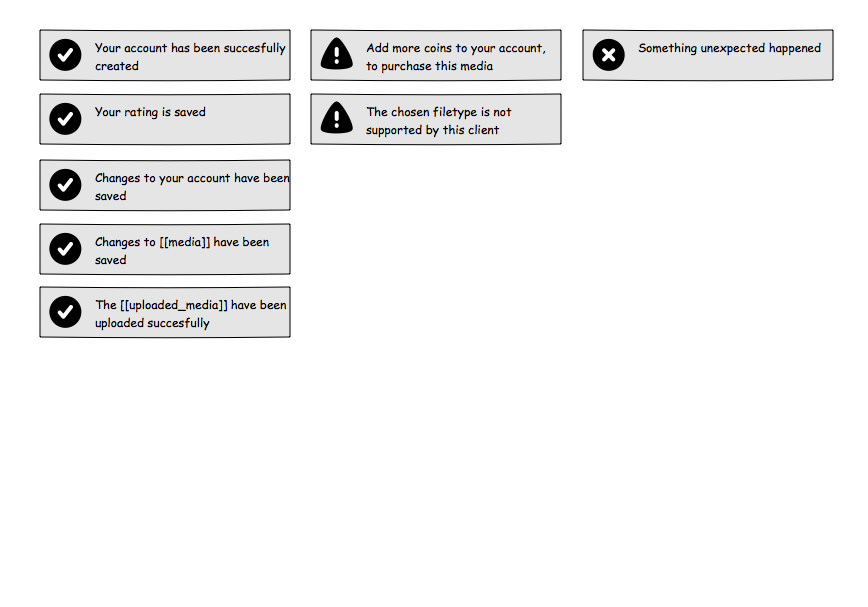 Your account has been succesfully
created
Your rating is saved
Changes to your account have been
saved
Changes to [[media]] have been
saved
The [[uploaded_media]] have been
uploaded succesfully
Add more coins to your account,
to purchase this media
The chosen filetype is not
supported by this client
Something unexpected happened